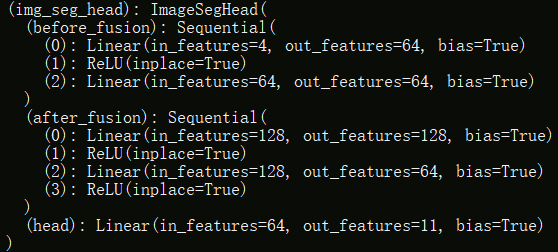 (img_seg_head): ImageSegHead(
  (before_fusion): Sequential(
    (0): Linear(in_features=4, out_features=64, bias=True)
    (1): ReLU(inplace=True)
    (2): Linear(in_features=64, out_features=64, bias=True)
  )
  (after_fusion): Sequential(
    (0): Linear(in_features=128, out_features=128, bias=True)
    (1): ReLU(inplace=True)
    (2): Linear(in_features=128, out_features=64, bias=True)
    (3): ReLU(inplace=True)
  )
  (head): Linear(in_features=64, out_features=11, bias=True)
)